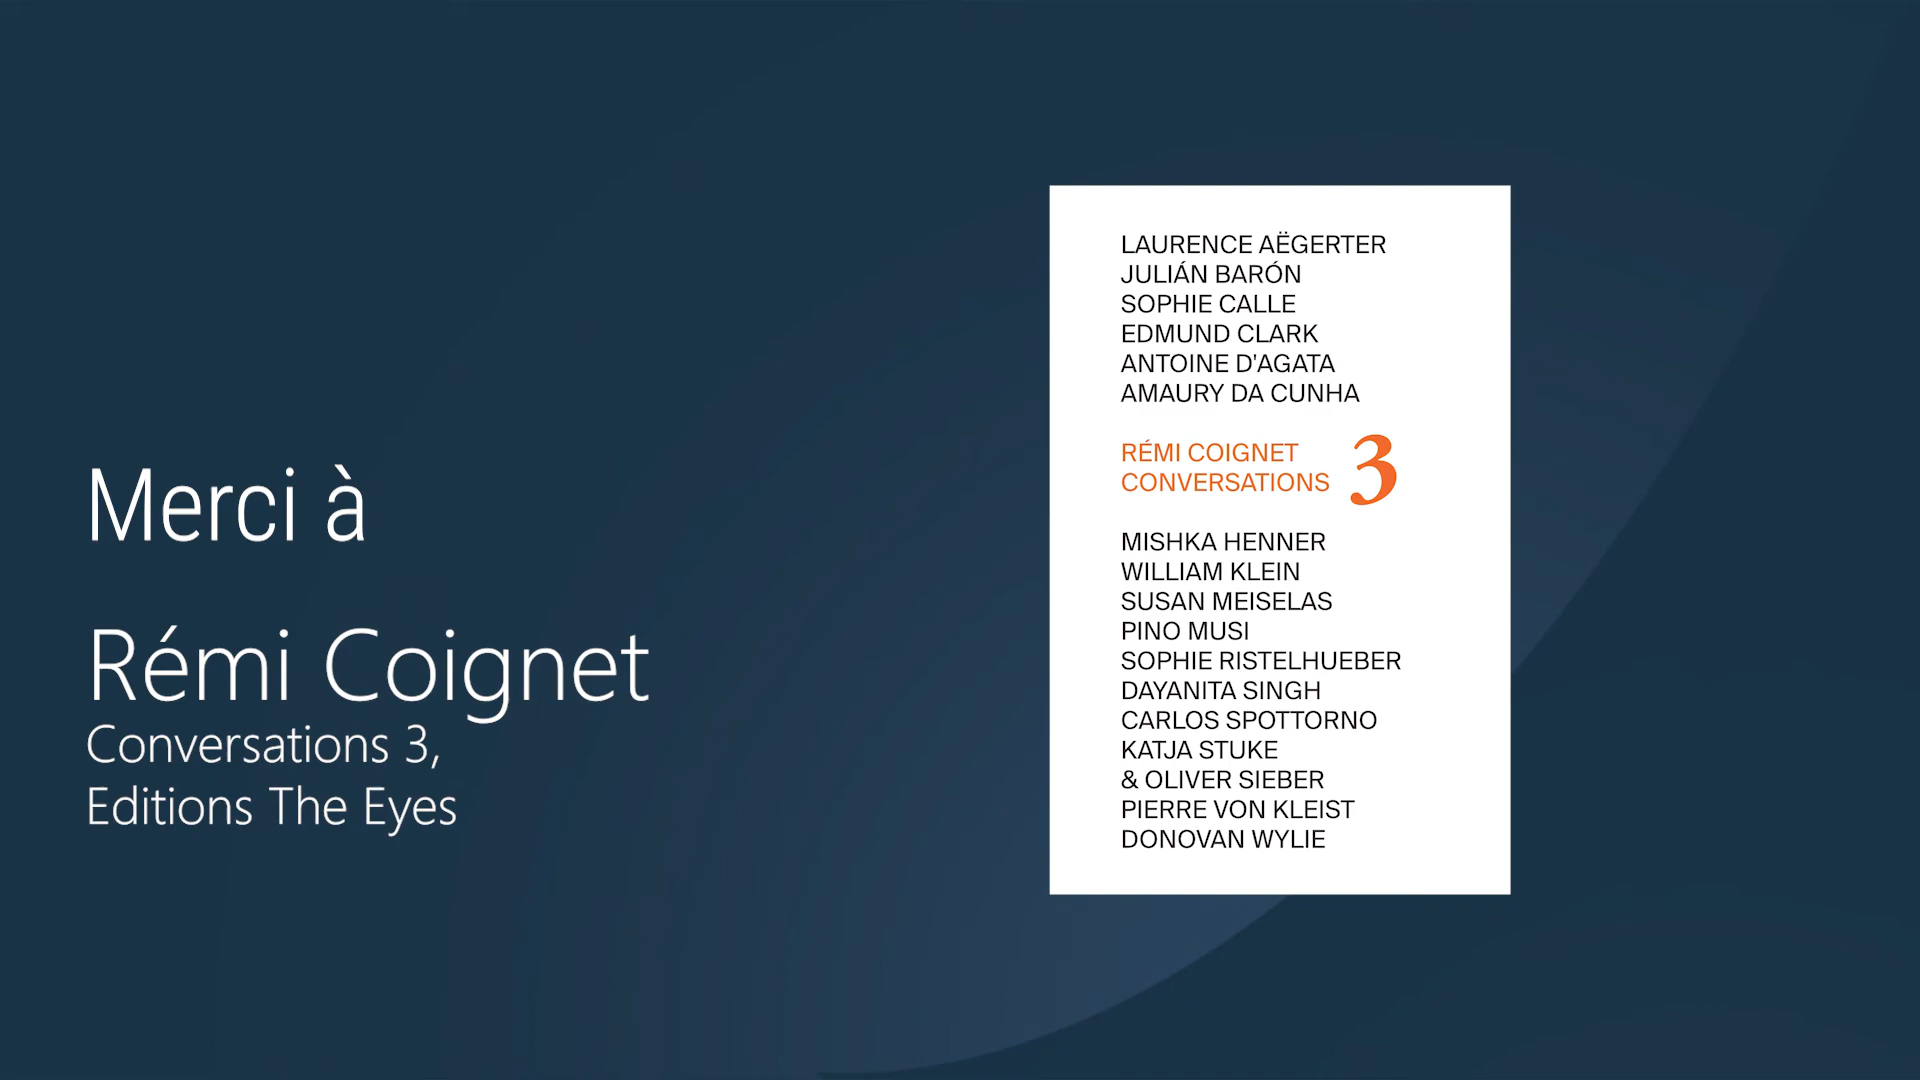 Merci à
Rémi Coignet
Conversations 3,
Editions The Eyes
LAURENCE AËGERTER
JULIÁN BARÓN
SOPHIE CALLE
EDMUND CLARK
ANTOINE D'AGATA
AMAURY DA CUNHA
RÉMI COIGNET
CONVERSATIONS 3
MISHKA HENNER
WILLIAM KLEIN
SUSAN MEISELAS
PINO MUSI
SOPHIE RISTELHUEBER
DAYANITA SINGH
CARLOS SPOTTORNO
KATJA STUKE
& OLIVER SIEBER
PIERRE VON KLEIST
DONOVAN WYLIE